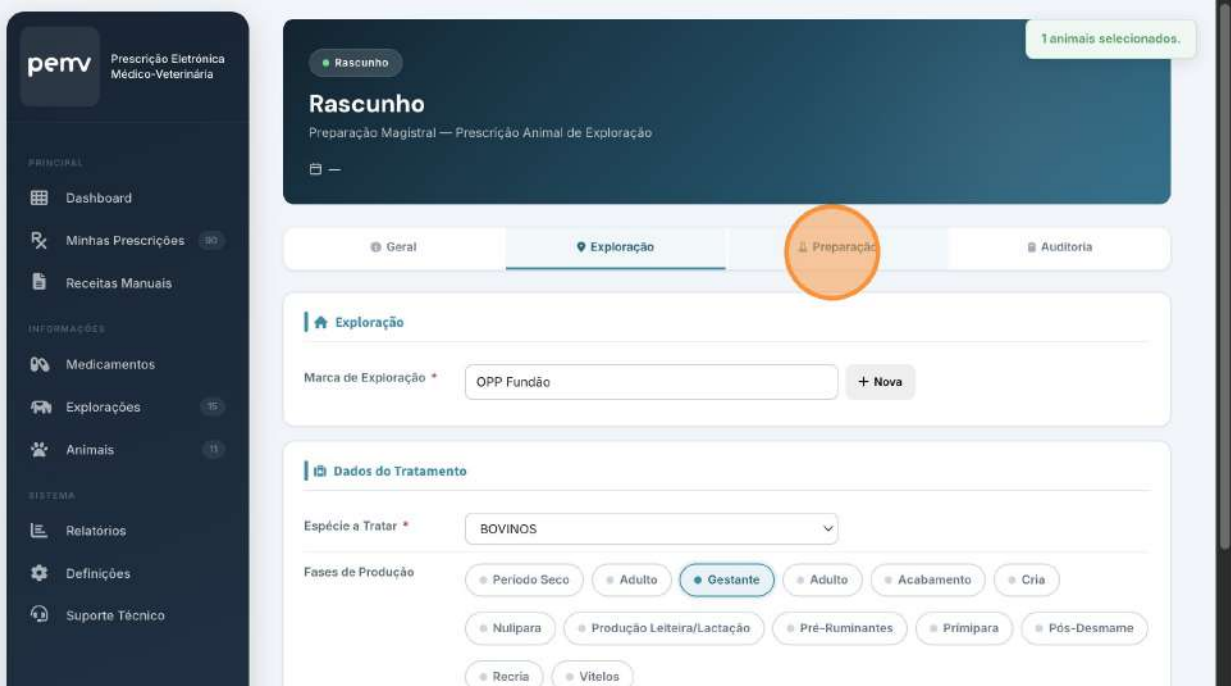 pemv
Prescrição Eletrónica
Médico-Veterinária
PRINCIPAL
Dashboard
Minhas Prescrições 90
Receitas Manuais
INFORMAÇÕES
Medicamentos
Explorações 15
Animais 11
SISTEMA
Relatórios
Definições
Suporte Técnico
1 animais selecionados.
Rascunho
Rascunho
Preparação Magistral — Prescrição Animal de Exploração
—
Geral
Exploração
Preparação
Auditoria
Exploração
Marca de Exploração * OPP Fundão + Nova
Dados do Tratamento
Espécie a Tratar * BOVINOS
Fases de Produção Período Seco Adulto Gestante Adulto Acabamento Cria
Nulípara Produção Leiteira/Lactação Pré-Ruminantes Primípara Pós-Desmame
Recria Vitelos